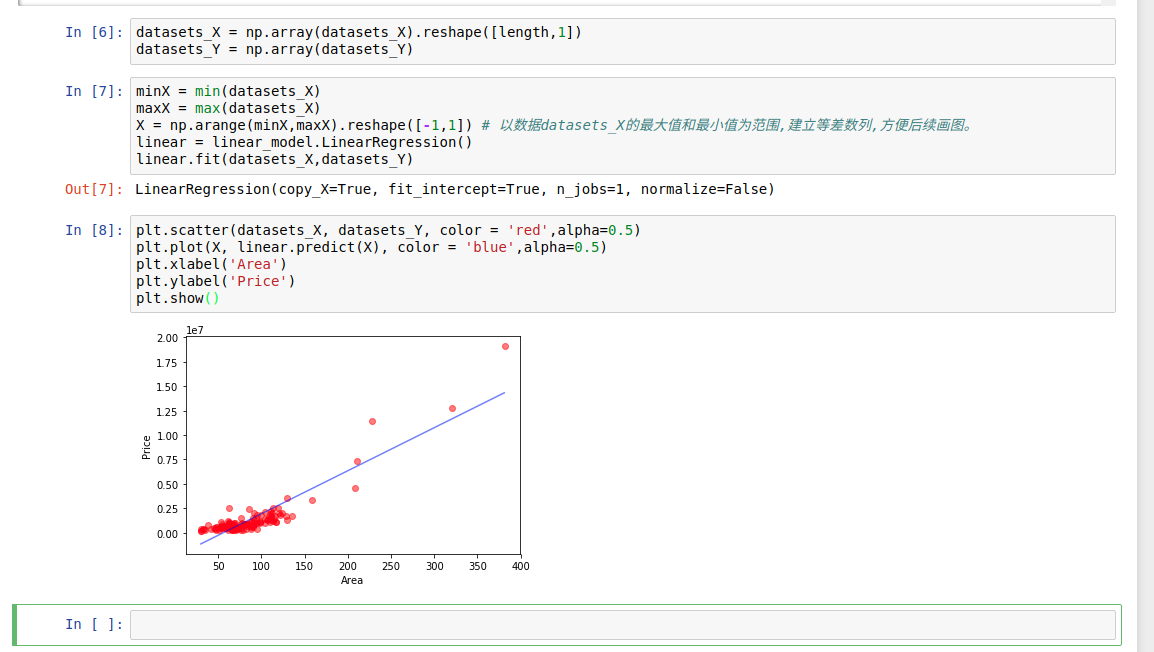 In [6]: datasets_X = np.array(datasets_X).reshape([length,1])
datasets_Y = np.array(datasets_Y)
In [7]: minX = min(datasets_X)
maxX = max(datasets_X)
X = np.arange(minX,maxX).reshape([-1,1]) # 以数据datasets_X的最大值和最小值为范围,建立等差数列,方便后续画图。
linear = linear_model.LinearRegression()
linear.fit(datasets_X,datasets_Y)
Out[7]: LinearRegression(copy_X=True, fit_intercept=True, n_jobs=1, normalize=False)
In [8]: plt.scatter(datasets_X, datasets_Y, color = 'red',alpha=0.5)
plt.plot(X, linear.predict(X), color = 'blue',alpha=0.5)
plt.xlabel('Area')
plt.ylabel('Price')
plt.show()
1e7
2.00
1.75
1.50
1.25
1.00
0.75
0.50
0.25
0.00
Price
50 100 150 200 250 300 350 400
Area
In [ ]: